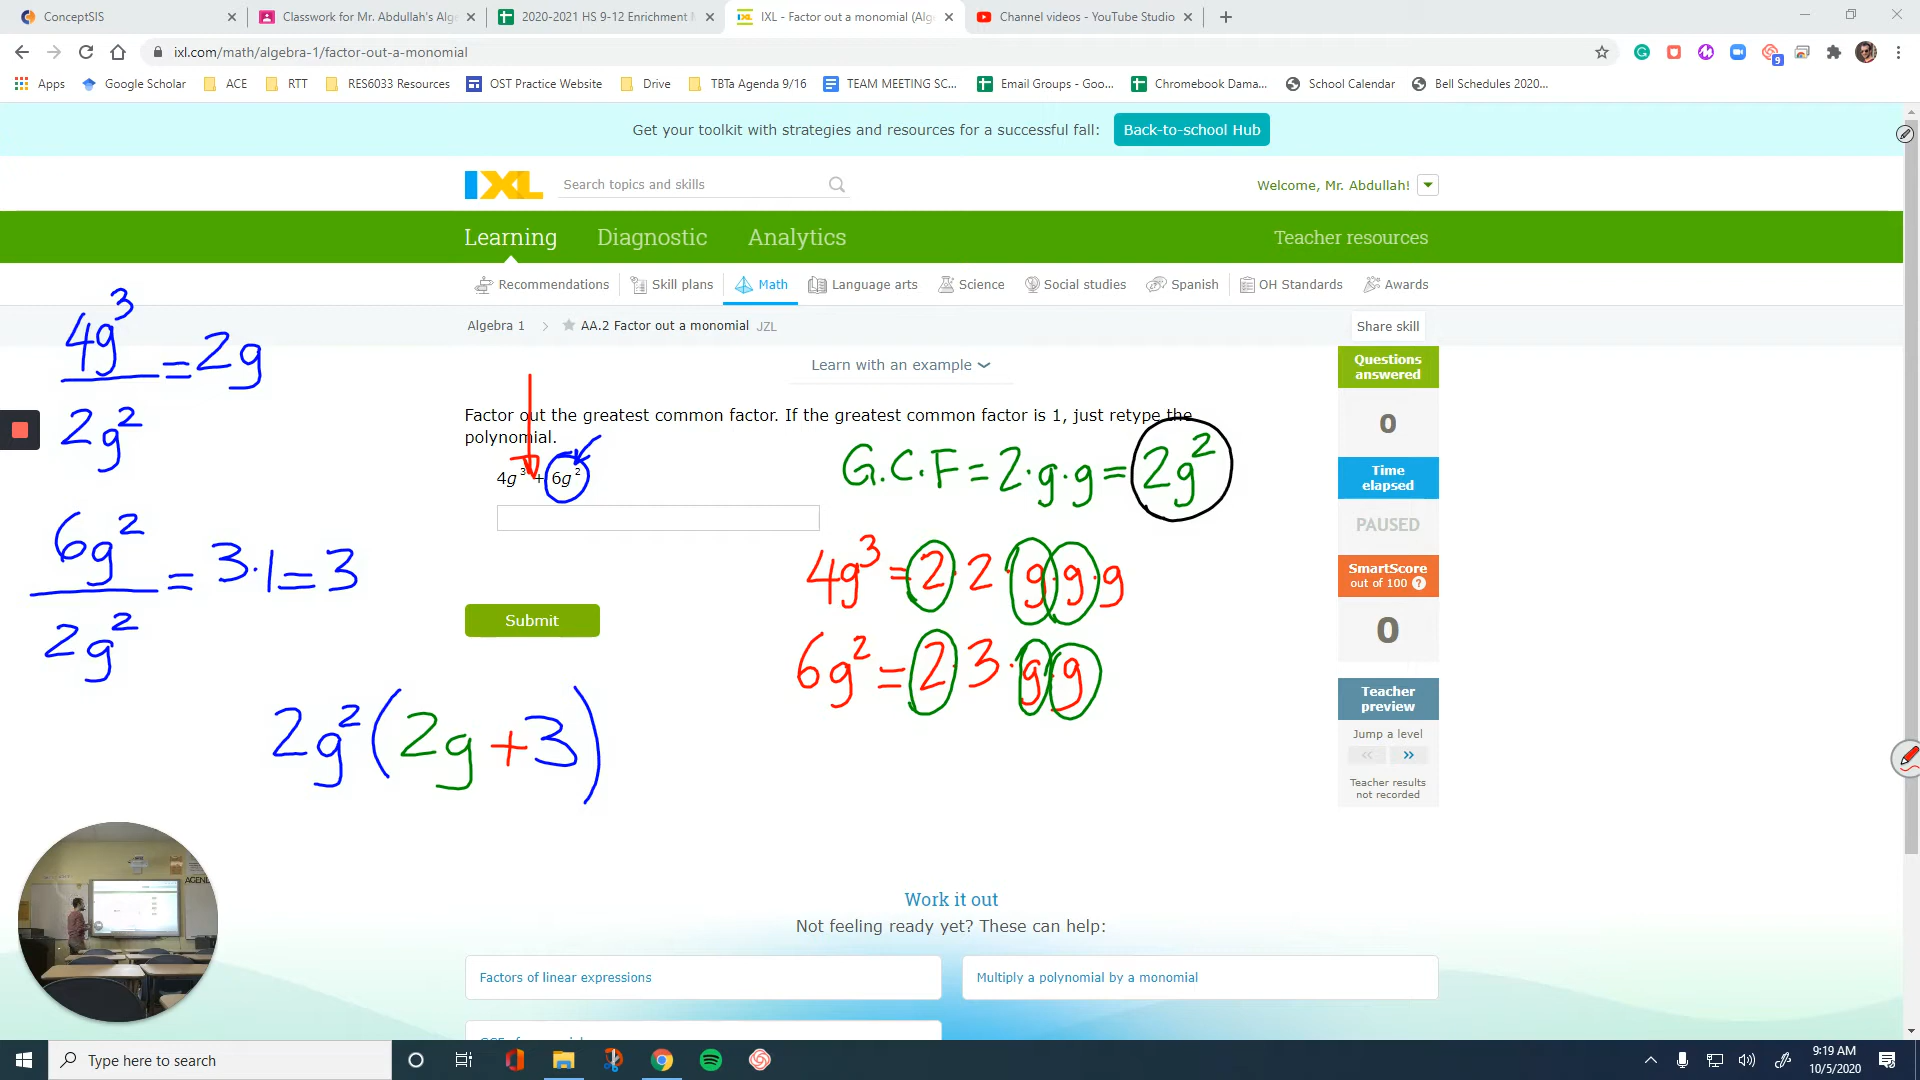 ConceptSIS
Classwork for Mr. Abdullah's Alge
2020-2021 HS 9-12 Enrichment M
IXL - Factor out a monomial (Alg
Channel videos - YouTube Studio
ixl.com/math/algebra-1/factor-out-a-monomial
9
Apps
Google Scholar
ACE
RTT
RES6033 Resources
OST Practice Website
Drive
TBTa Agenda 9/16
TEAM MEETING SC...
Email Groups - Goo...
Chromebook Dama...
School Calendar
Bell Schedules 2020...
Get your toolkit with strategies and resources for a successful fall:
Back-to-school Hub
IXL
Search topics and skills
Welcome, Mr. Abdullah!
Learning
Diagnostic
Analytics
Teacher resources
Recommendations
Skill plans
Math
Language arts
Science
Social studies
Spanish
OH Standards
Awards
Algebra 1
AA.2 Factor out a monomial JZL
Share skill
Learn with an example
Factor out the greatest common factor. If the greatest common factor is 1, just retype the
polynomial.
4g³ + 6g²
Submit
G.C.F = 2·g·g = 2g²
4g³ = 2·2·g·g·g
6g² = 2·3·g·g
4g³
= 2g
2g²
6g²
= 3·1 = 3
2g²
2g²(2g + 3)
Questions
answered
0
Time
elapsed
PAUSED
SmartScore
out of 100 ?
0
Teacher
preview
Jump a level
<<
>>
Teacher results
not recorded
AGENDA
Work it out
Not feeling ready yet? These can help:
Factors of linear expressions
Multiply a polynomial by a monomial
Type here to search
9:19 AM
10/5/2020